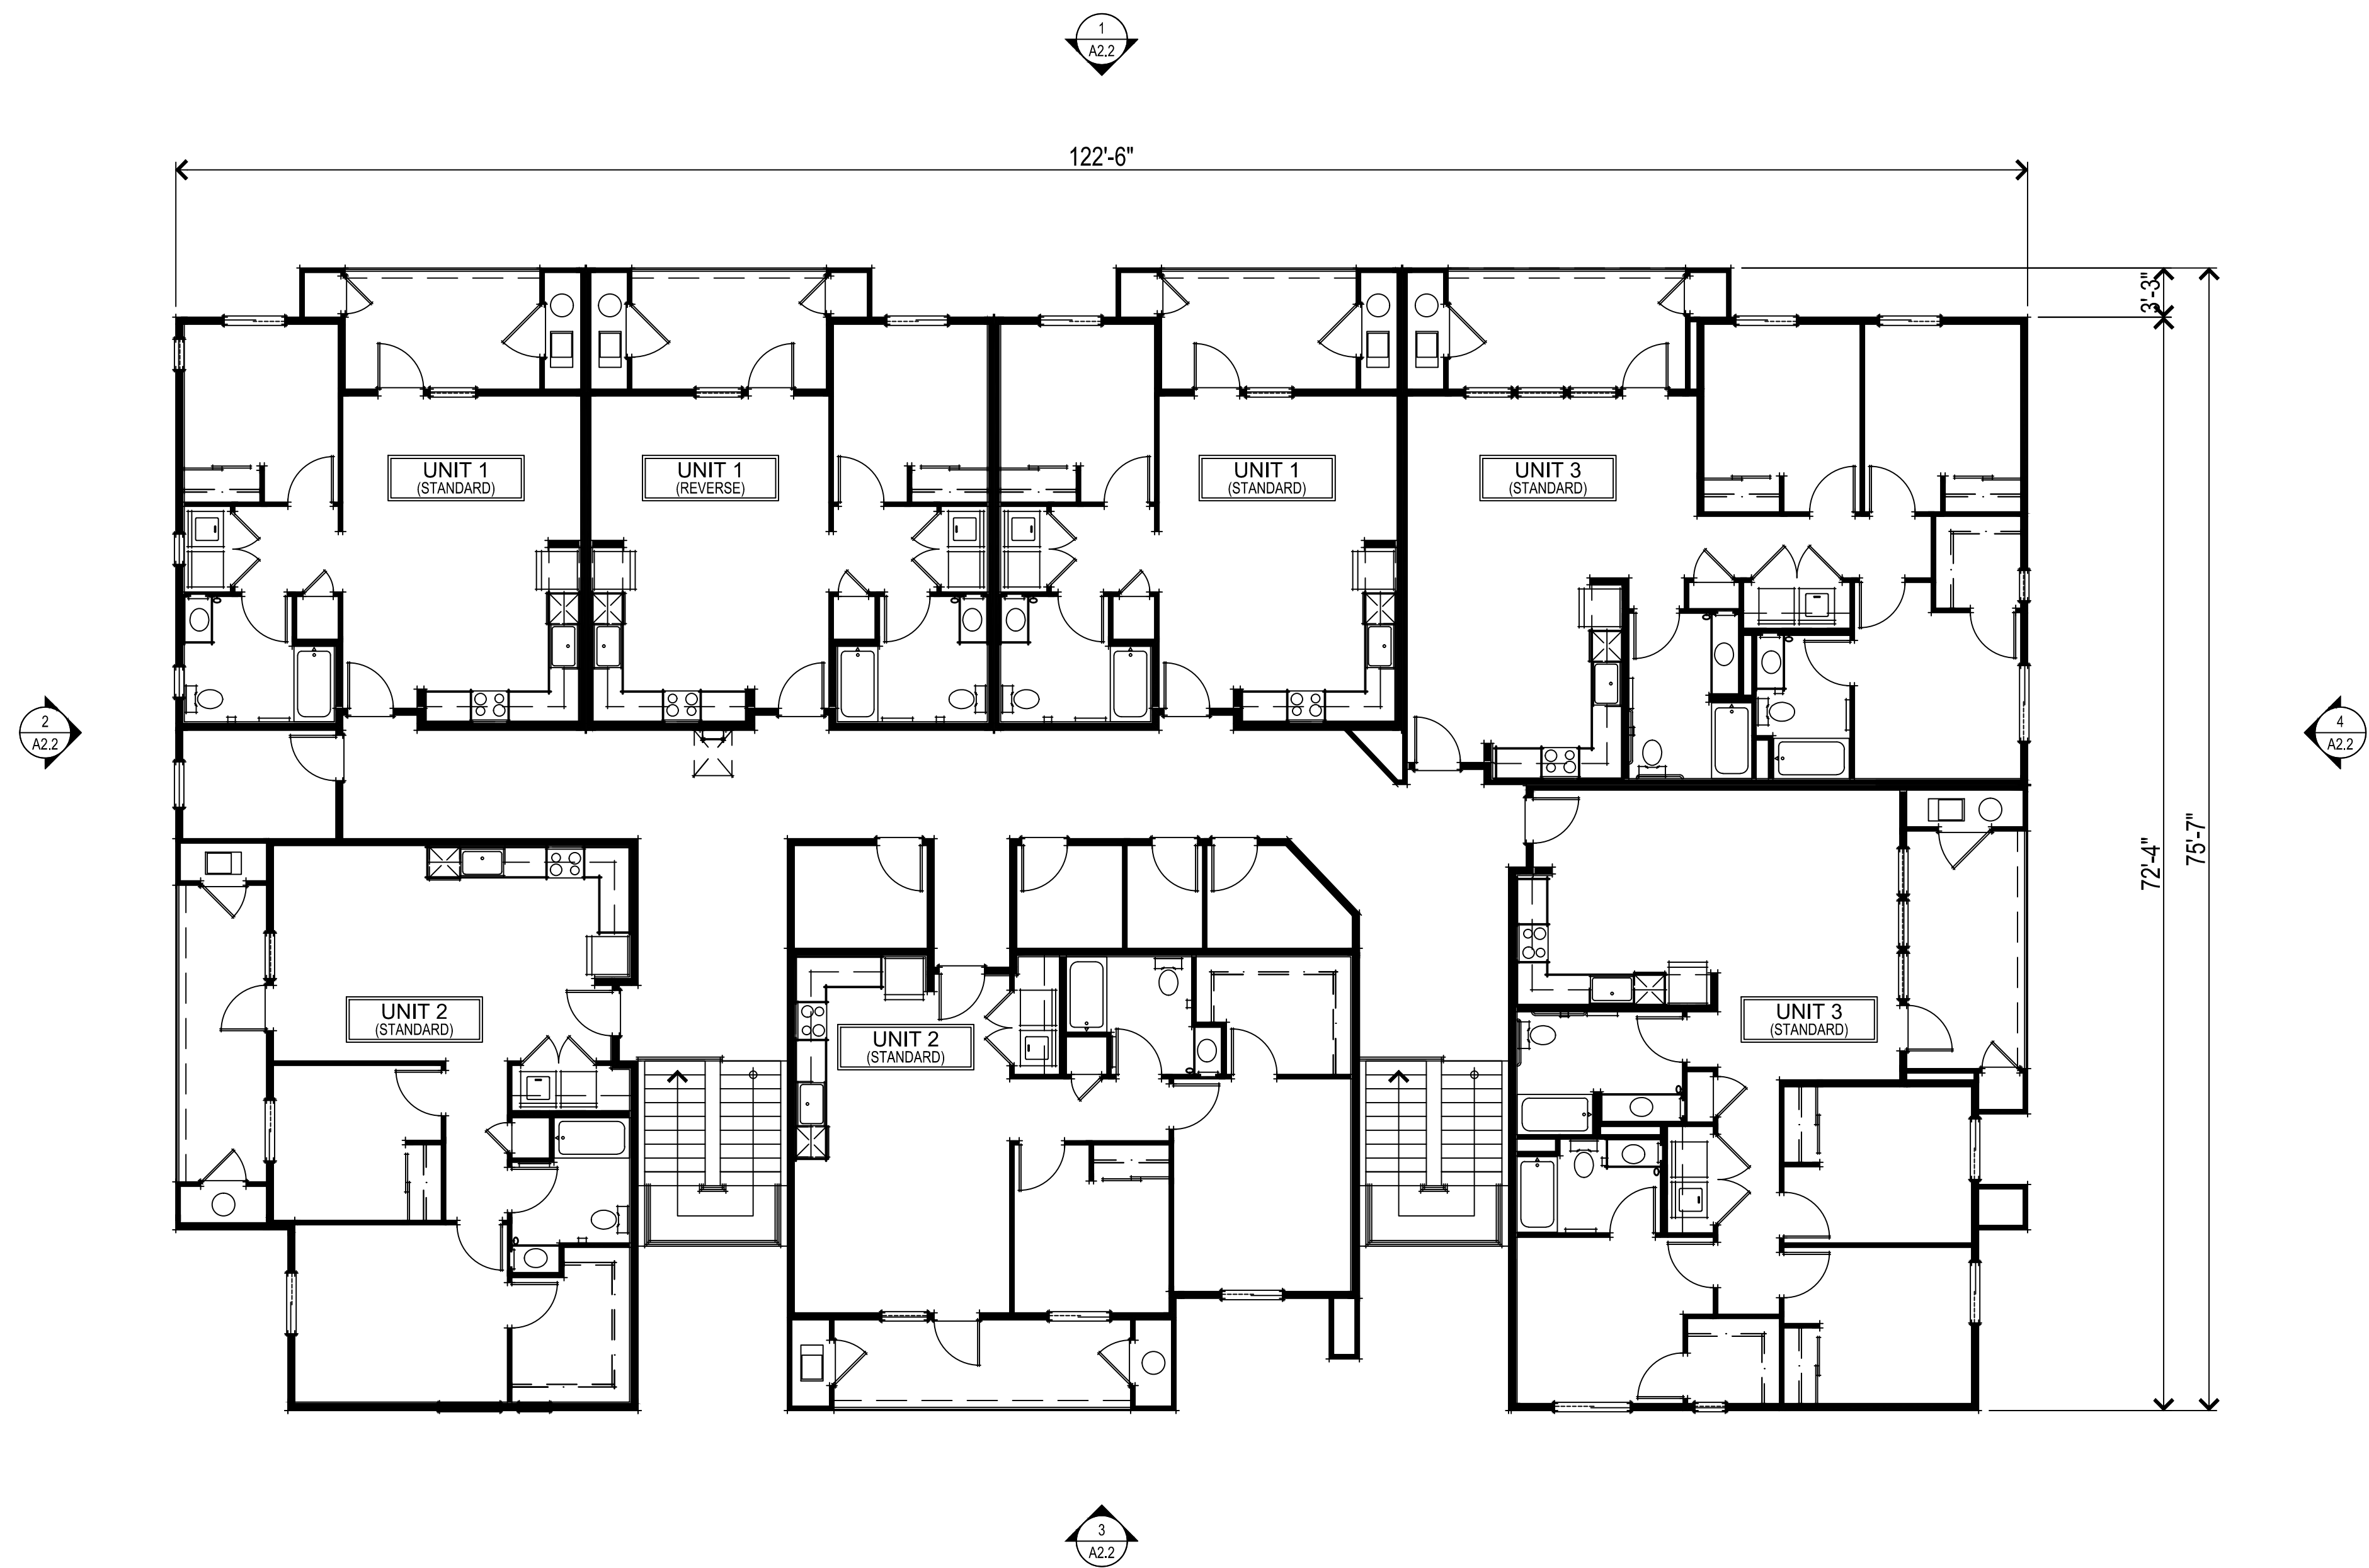 1
A2.2
122'-6"
3'-3"
UNIT 1
(STANDARD)
UNIT 1
(REVERSE)
UNIT 1
(STANDARD)
UNIT 3
(STANDARD)
2
A2.2
4
A2.2
72'-4"
75'-7"
UNIT 2
(STANDARD)
UNIT 2
(STANDARD)
UNIT 3
(STANDARD)
3
A2.2